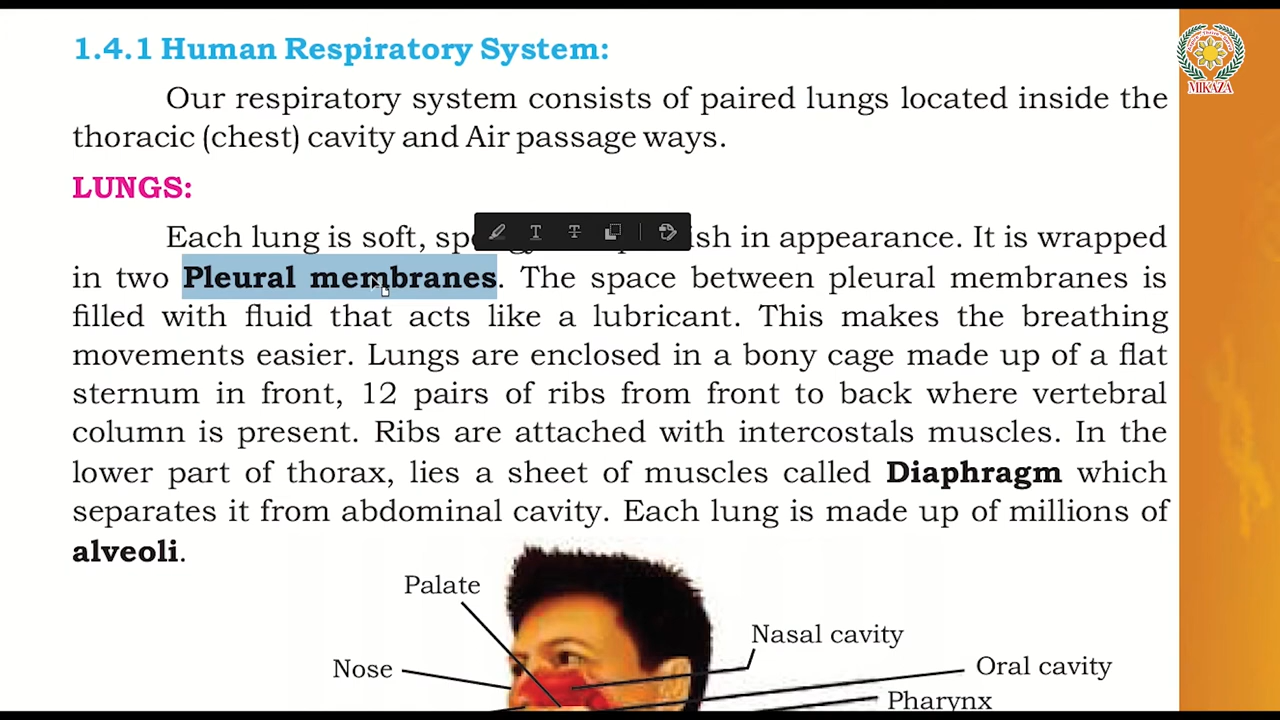 1.4.1 Human Respiratory System:
MIKAZA
Our respiratory system consists of paired lungs located inside the
thoracic (chest) cavity and Air passage ways.
LUNGS:
Each lung is soft, ish in appearance. It is wrapped
in two Pleural membranes. The space between pleural membranes is
filled with fluid that acts like a lubricant. This makes the breathing
movements easier. Lungs are enclosed in a bony cage made up of a flat
sternum in front, 12 pairs of ribs from front to back where vertebral
column is present. Ribs are attached with intercostals muscles. In the
lower part of thorax, lies a sheet of muscles called Diaphragm which
separates it from abdominal cavity. Each lung is made up of millions of
alveoli.
Palate
Nasal cavity
Nose
Oral cavity
Pharynx